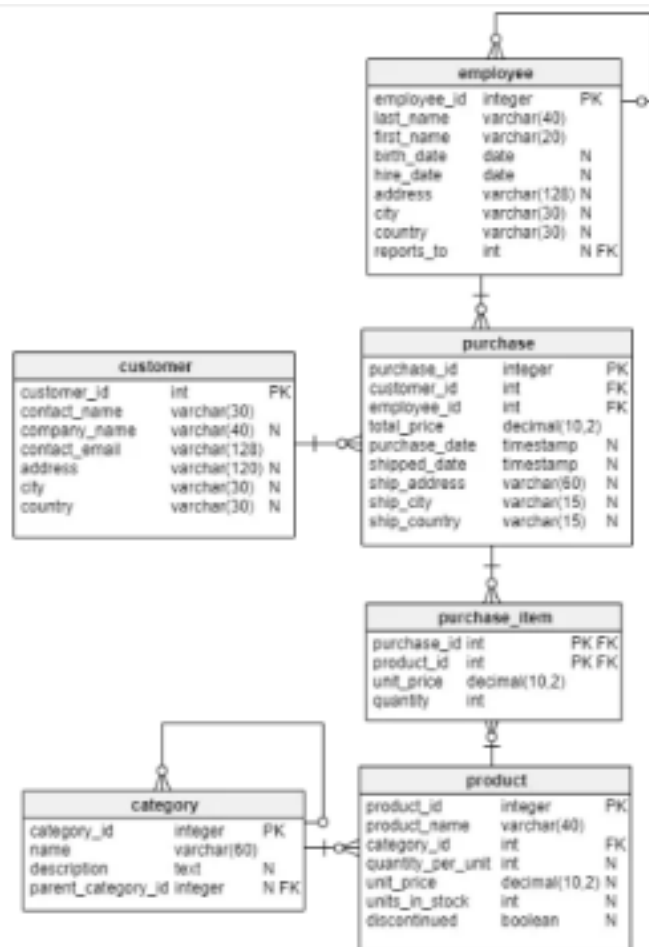 employee
employee_id integer PK
last_name varchar(40)
first_name varchar(20)
birth_date date N
hire_date date N
address varchar(128) N
city varchar(30) N
country varchar(30) N
reports_to int N FK
purchase
purchase_id integer PK
customer_id int FK
employee_id int FK
total_price decimal(10,2)
purchase_date timestamp N
shipped_date timestamp N
ship_address varchar(60) N
ship_city varchar(15) N
ship_country varchar(15) N
customer
customer_id int PK
contact_name varchar(30)
company_name varchar(40) N
contact_email varchar(128)
address varchar(120) N
city varchar(30) N
country varchar(30) N
purchase_item
purchase_id int PK FK
product_id int PK FK
unit_price decimal(10,2)
quantity int
category
category_id integer PK
name varchar(60)
description text N
parent_category_id integer N FK
product
product_id integer PK
product_name varchar(40)
category_id int FK
quantity_per_unit int N
unit_price decimal(10,2) N
units_in_stock int N
discontinued boolean N